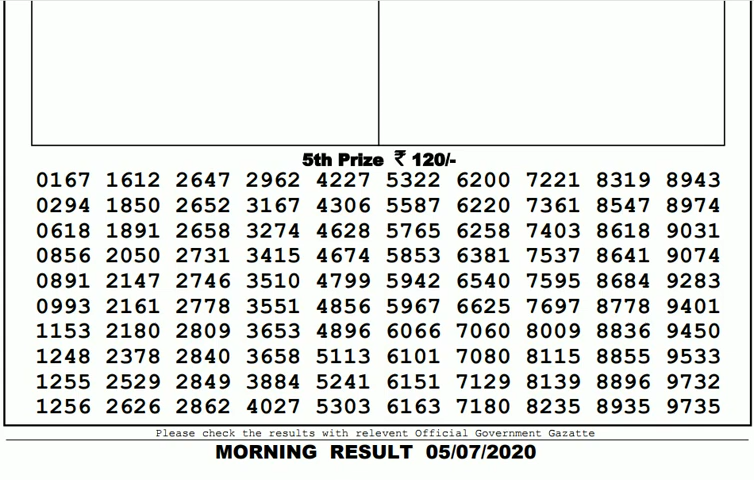 5th Prize ₹ 120/-
0167 1612 2647 2962 4227 5322 6200 7221 8319 8943
0294 1850 2652 3167 4306 5587 6220 7361 8547 8974
0618 1891 2658 3274 4628 5765 6258 7403 8618 9031
0856 2050 2731 3415 4674 5853 6381 7537 8641 9074
0891 2147 2746 3510 4799 5942 6540 7595 8684 9283
0993 2161 2778 3551 4856 5967 6625 7697 8778 9401
1153 2180 2809 3653 4896 6066 7060 8009 8836 9450
1248 2378 2840 3658 5113 6101 7080 8115 8855 9533
1255 2529 2849 3884 5241 6151 7129 8139 8896 9732
1256 2626 2862 4027 5303 6163 7180 8235 8935 9735
Please check the results with relevent Official Government Gazatte
MORNING RESULT 05/07/2020